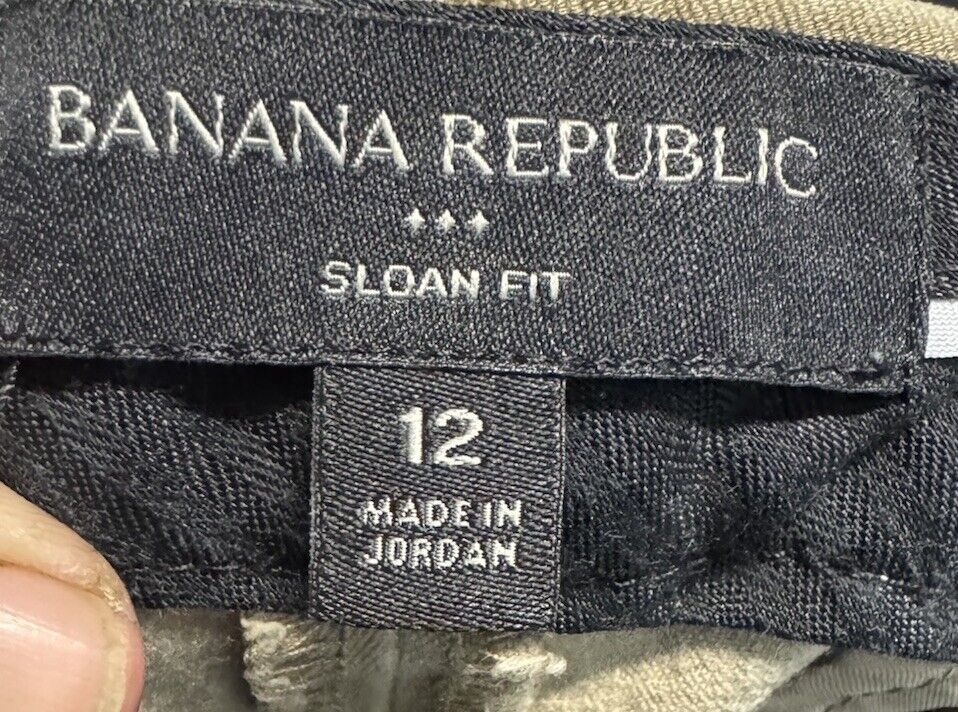 BANANA REPUBLIC
SLOAN FIT
12
MADE IN
JORDAN